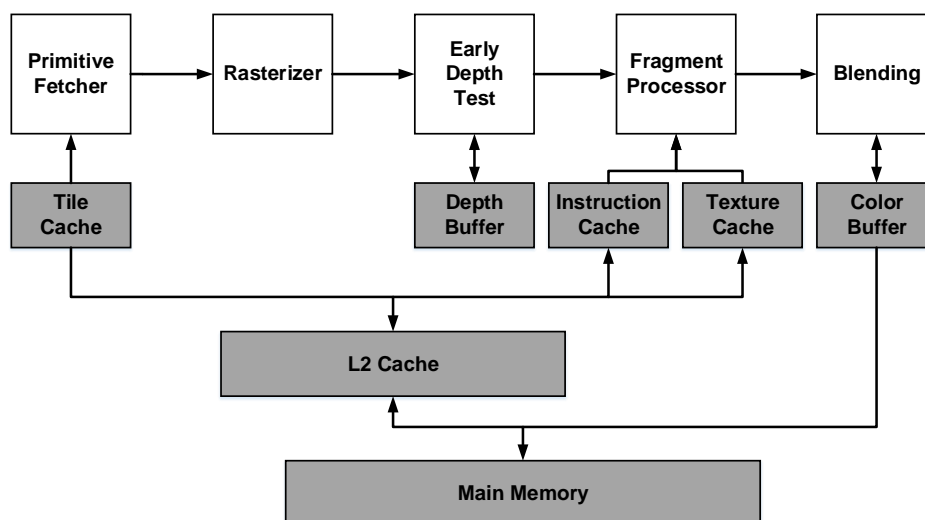 Primitive
Fetcher
Rasterizer
Early
Depth
Test
Fragment
Processor
Blending
Tile
Cache
Depth
Buffer
Instruction
Cache
Texture
Cache
Color
Buffer
L2 Cache
Main Memory